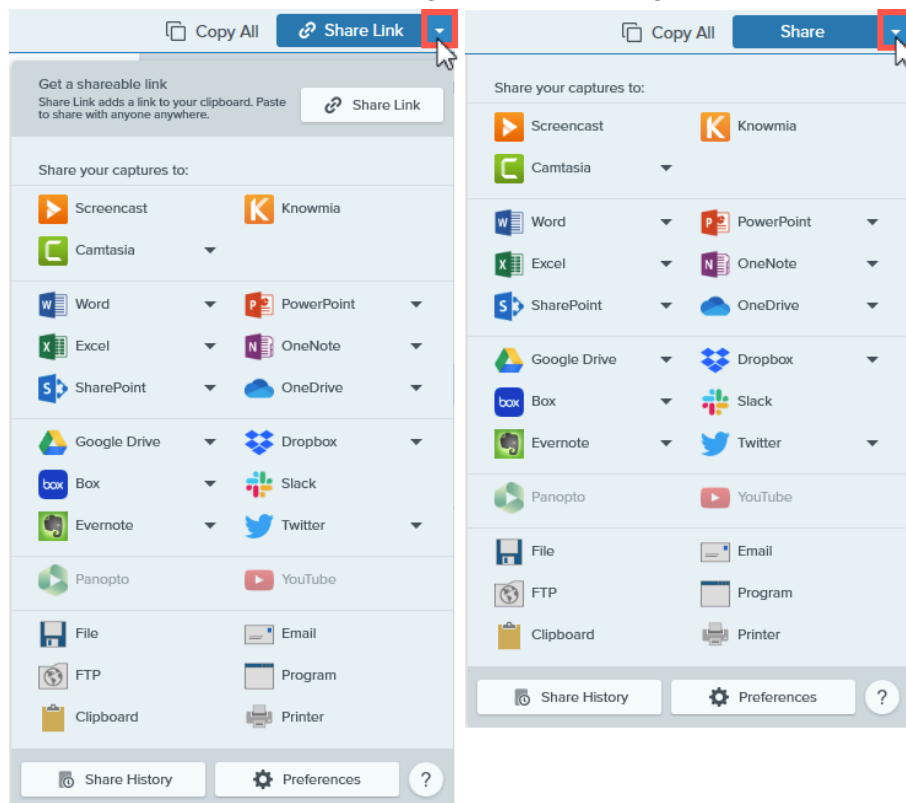 Copy All Share Link
Get a shareable link
Share Link adds a link to your clipboard. Paste
to share with anyone anywhere.
Share Link
Share your captures to:
Screencast Knowmia
Camtasia
Word PowerPoint
Excel OneNote
SharePoint OneDrive
Google Drive Dropbox
box Box Slack
Evernote Twitter
Panopto YouTube
File Email
FTP Program
Clipboard Printer
Share History Preferences ?
Copy All Share
Share your captures to:
Screencast Knowmia
Camtasia
Word PowerPoint
Excel OneNote
SharePoint OneDrive
Google Drive Dropbox
box Box Slack
Evernote Twitter
Panopto YouTube
File Email
FTP Program
Clipboard Printer
Share History Preferences ?